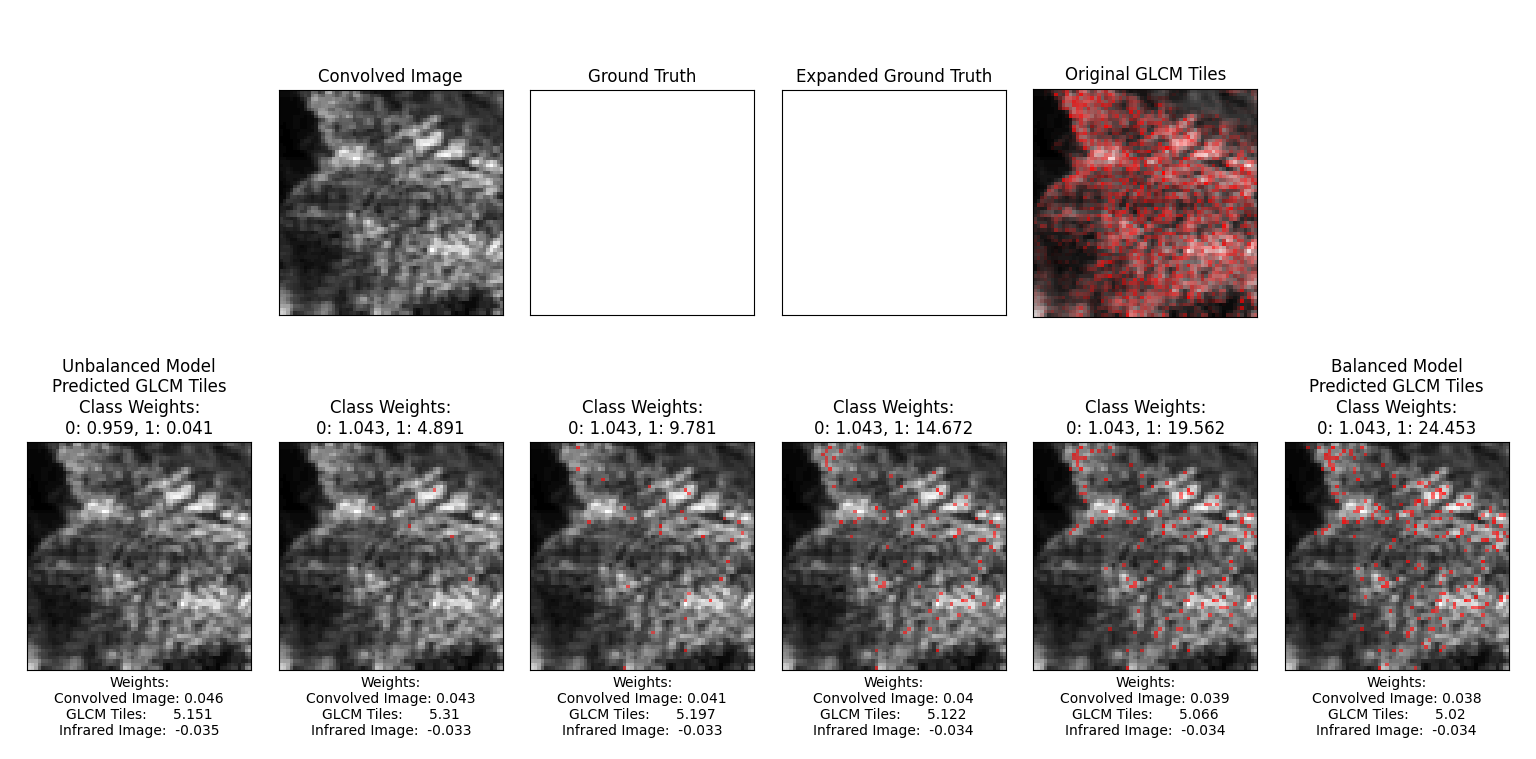 Convolved Image
Ground Truth
Expanded Ground Truth
Original GLCM Tiles
Unbalanced Model
Predicted GLCM Tiles
Class Weights:
0: 0.959, 1: 0.041
Class Weights:
0: 1.043, 1: 4.891
Class Weights:
0: 1.043, 1: 9.781
Class Weights:
0: 1.043, 1: 14.672
Class Weights:
0: 1.043, 1: 19.562
Balanced Model
Predicted GLCM Tiles
Class Weights:
0: 1.043, 1: 24.453
Weights:
Convolved Image: 0.046
GLCM Tiles: 5.151
Infrared Image: -0.035
Weights:
Convolved Image: 0.043
GLCM Tiles: 5.31
Infrared Image: -0.033
Weights:
Convolved Image: 0.041
GLCM Tiles: 5.197
Infrared Image: -0.033
Weights:
Convolved Image: 0.04
GLCM Tiles: 5.122
Infrared Image: -0.034
Weights:
Convolved Image: 0.039
GLCM Tiles: 5.066
Infrared Image: -0.034
Weights:
Convolved Image: 0.038
GLCM Tiles: 5.02
Infrared Image: -0.034